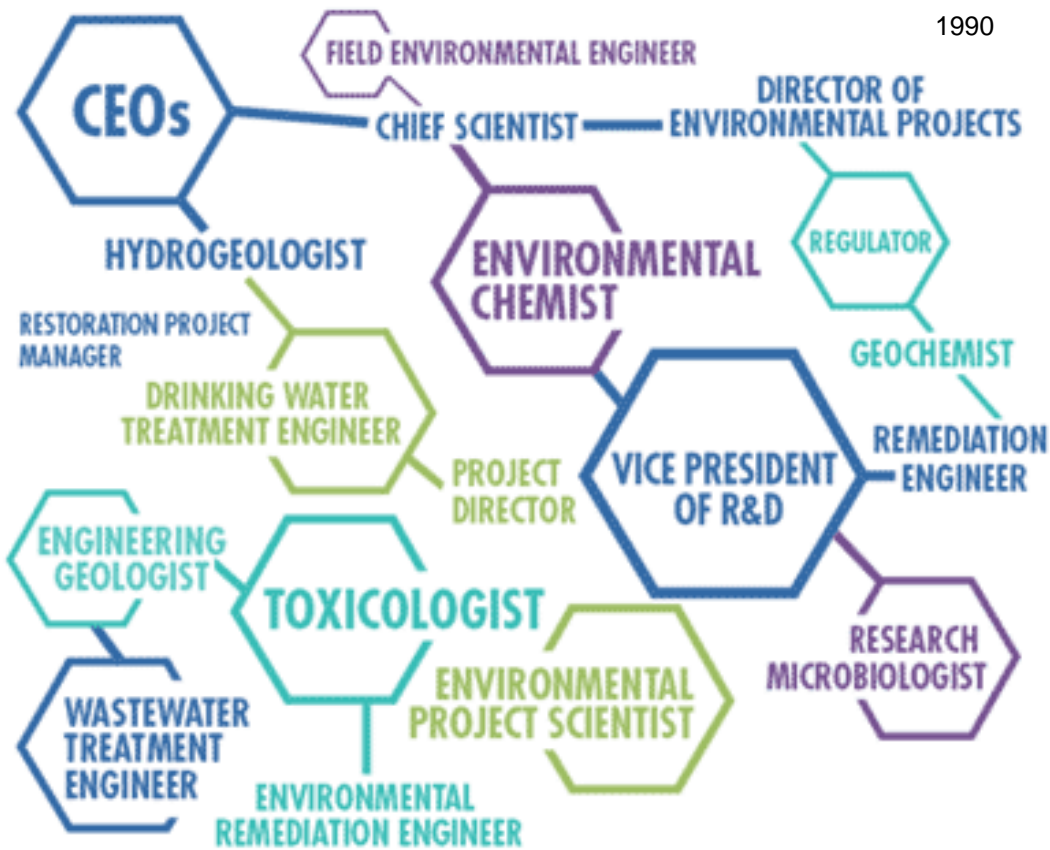 1990
FIELD ENVIRONMENTAL ENGINEER
CEOs
CHIEF SCIENTIST
DIRECTOR OF
ENVIRONMENTAL PROJECTS
HYDROGEOLOGIST
ENVIRONMENTAL
CHEMIST
REGULATOR
RESTORATION PROJECT
MANAGER
GEOCHEMIST
DRINKING WATER
TREATMENT ENGINEER
PROJECT
DIRECTOR
VICE PRESIDENT
OF R&D
REMEDIATION
ENGINEER
ENGINEERING
GEOLOGIST
TOXICOLOGIST
RESEARCH
MICROBIOLOGIST
ENVIRONMENTAL
PROJECT SCIENTIST
WASTEWATER
TREATMENT
ENGINEER
ENVIRONMENTAL
REMEDIATION ENGINEER